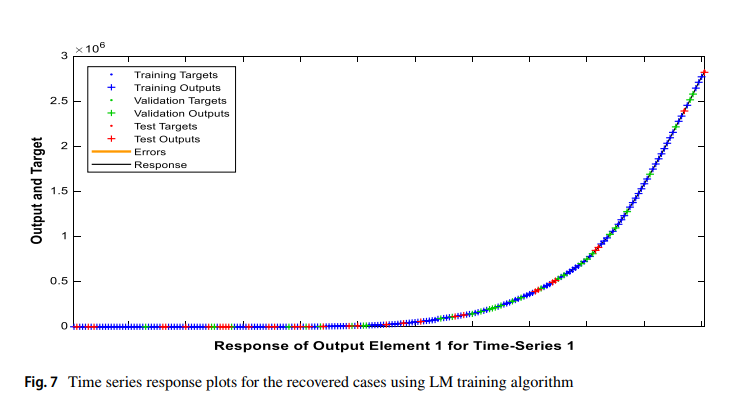 ×10⁶
3
2.5
2
1.5
1
0.5
0
Output and Target
Training Targets
Training Outputs
Validation Targets
Validation Outputs
Test Targets
Test Outputs
Errors
Response
Response of Output Element 1 for Time-Series 1
Fig. 7 Time series response plots for the recovered cases using LM training algorithm